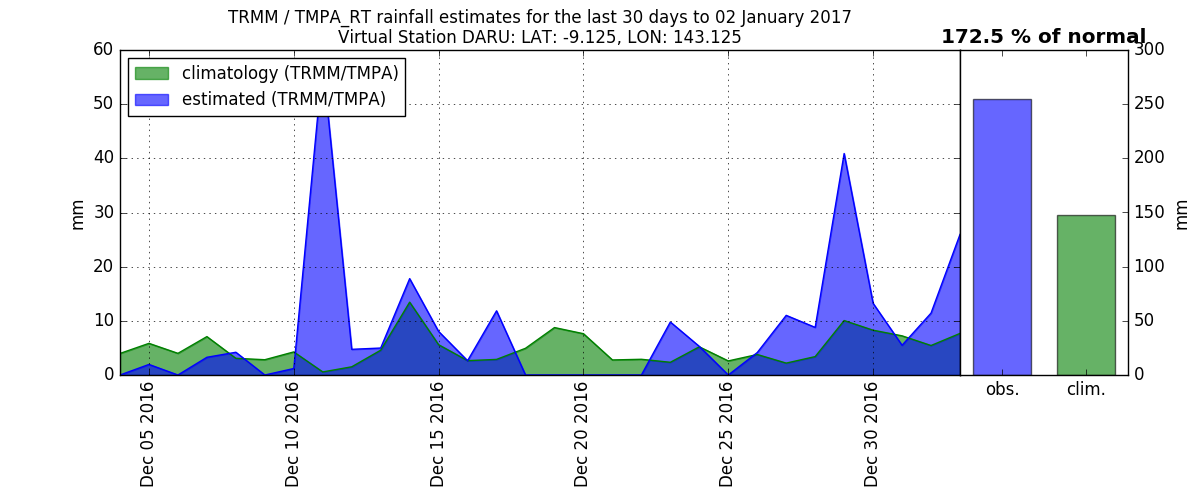 TRMM / TMPA_RT rainfall estimates for the last 30 days to 02 January 2017
Virtual Station DARU: LAT: -9.125, LON: 143.125
172.5 % of normal
climatology (TRMM/TMPA)
estimated (TRMM/TMPA)
60
50
40
30
20
10
0
mm
Dec 05 2016
Dec 10 2016
Dec 15 2016
Dec 20 2016
Dec 25 2016
Dec 30 2016
300
250
200
150
100
50
0
mm
obs.
clim.